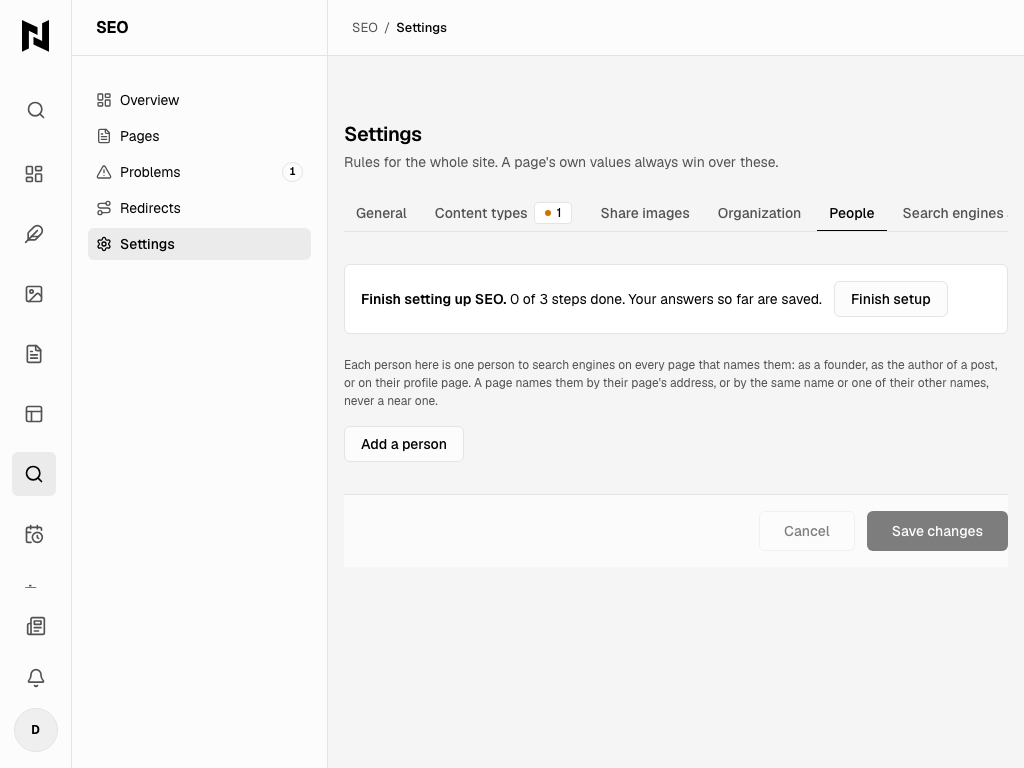 SEO
SEO / Settings
Overview
Pages
Problems 1
Redirects
Settings
Settings
Rules for the whole site. A page's own values always win over these.
General Content types 1 Share images Organization People Search engines
Finish setting up SEO. 0 of 3 steps done. Your answers so far are saved. Finish setup
Each person here is one person to search engines on every page that names them: as a founder, as the author of a post,
or on their profile page. A page names them by their page's address, or by the same name or one of their other names,
never a near one.
Add a person
Cancel Save changes
D